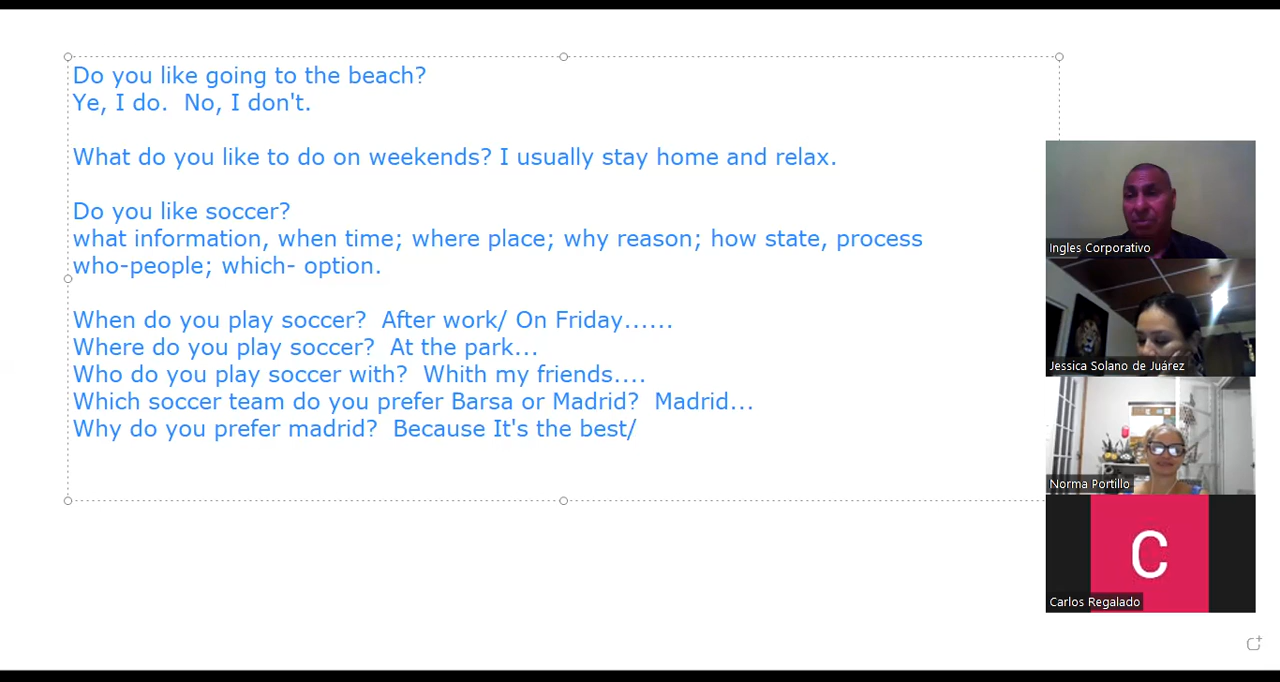 Do you like going to the beach?
Ye, I do.  No, I don't.
What do you like to do on weekends? I usually stay home and relax.
Do you like soccer?
what information, when time; where place; why reason; how state, process
who-people; which- option.
When do you play soccer?  After work/ On Friday......
Where do you play soccer?  At the park...
Who do you play soccer with?  Whith my friends....
Which soccer team do you prefer Barsa or Madrid?  Madrid...
Why do you prefer madrid?  Because It's the best/
Ingles Corporativo
Jessica Solano de Juárez
Norma Portillo
C
Carlos Regalado